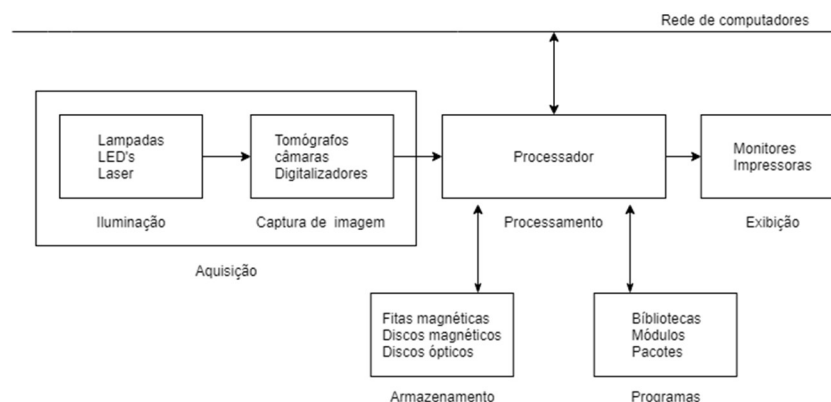 Rede de computadores
Lampadas
LED's
Laser
Iluminação
Tomógrafos
câmaras
Digitalizadores
Captura de imagem
Aquisição
Processador
Processamento
Monitores
Impressoras
Exibição
Fitas magnéticas
Discos magnéticos
Discos ópticos
Armazenamento
Bíbliotecas
Módulos
Pacotes
Programas